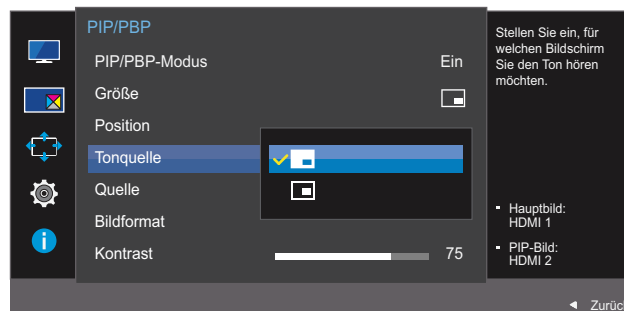 PIP/PBP
PIP/PBP-Modus Ein
Größe
Position
Tonquelle
Quelle
Bildformat
Kontrast 75
Stellen Sie ein, für
welchen Bildschirm
Sie den Ton hören
möchten.
Hauptbild:
HDMI 1
PIP-Bild:
HDMI 2
Zurück